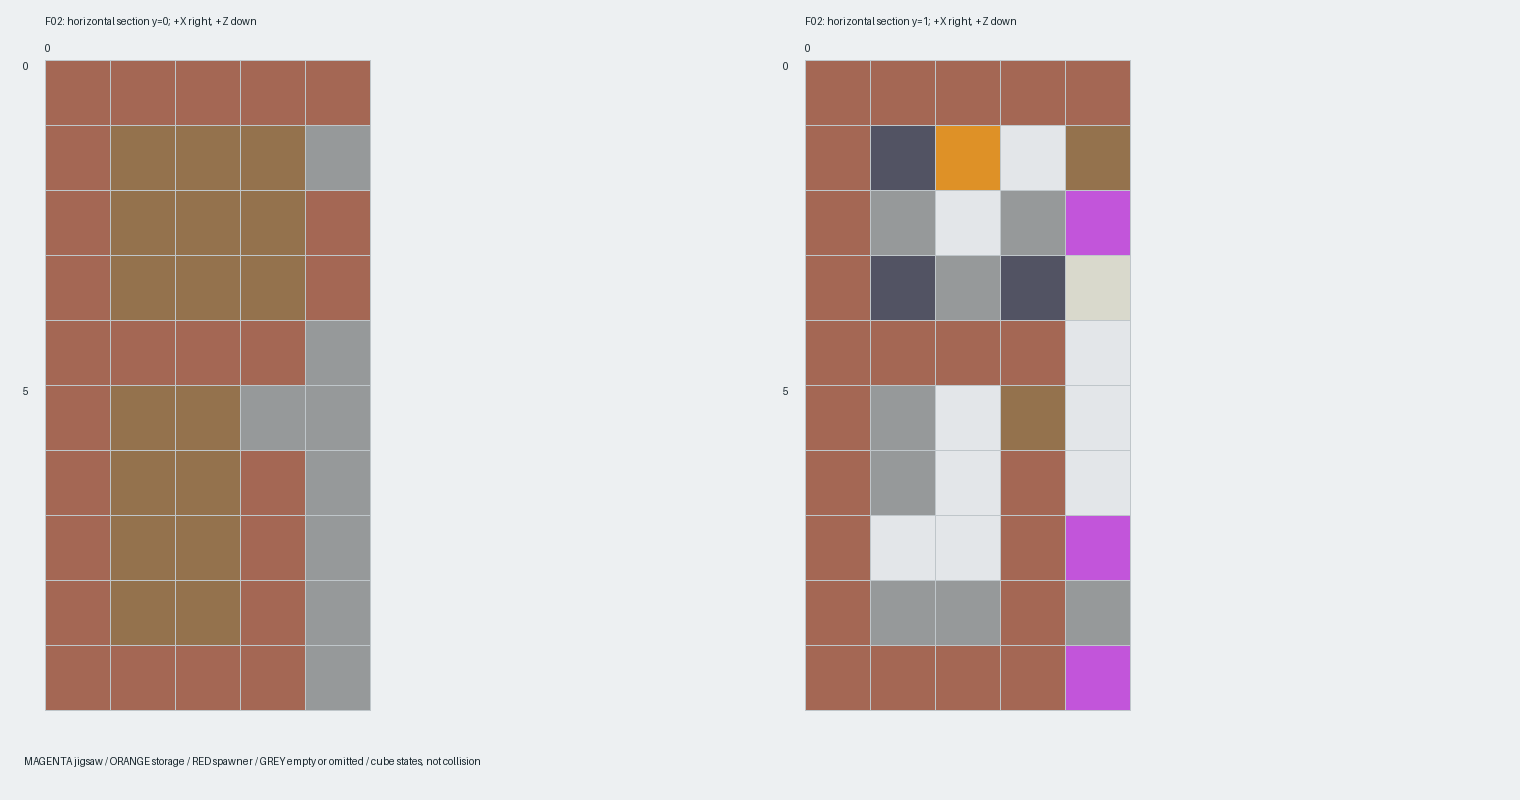 F02: horizontal section y=0; +X right, +Z down
F02: horizontal section y=1; +X right, +Z down
0
0
0
0
5
5
MAGENTA jigsaw / ORANGE storage / RED spawner / GREY empty or omitted / cube states, not collision